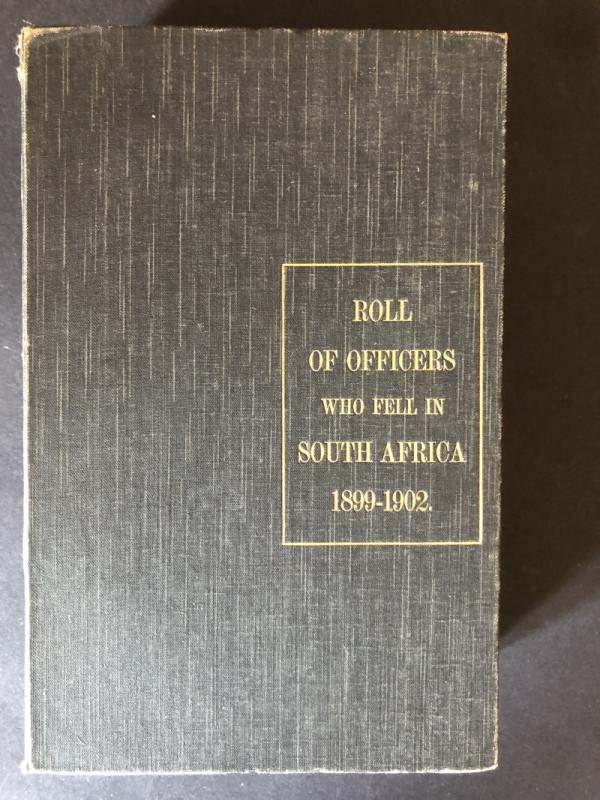 ROLL
OF OFFICERS
WHO FELL IN
SOUTH AFRICA
1899-1902.